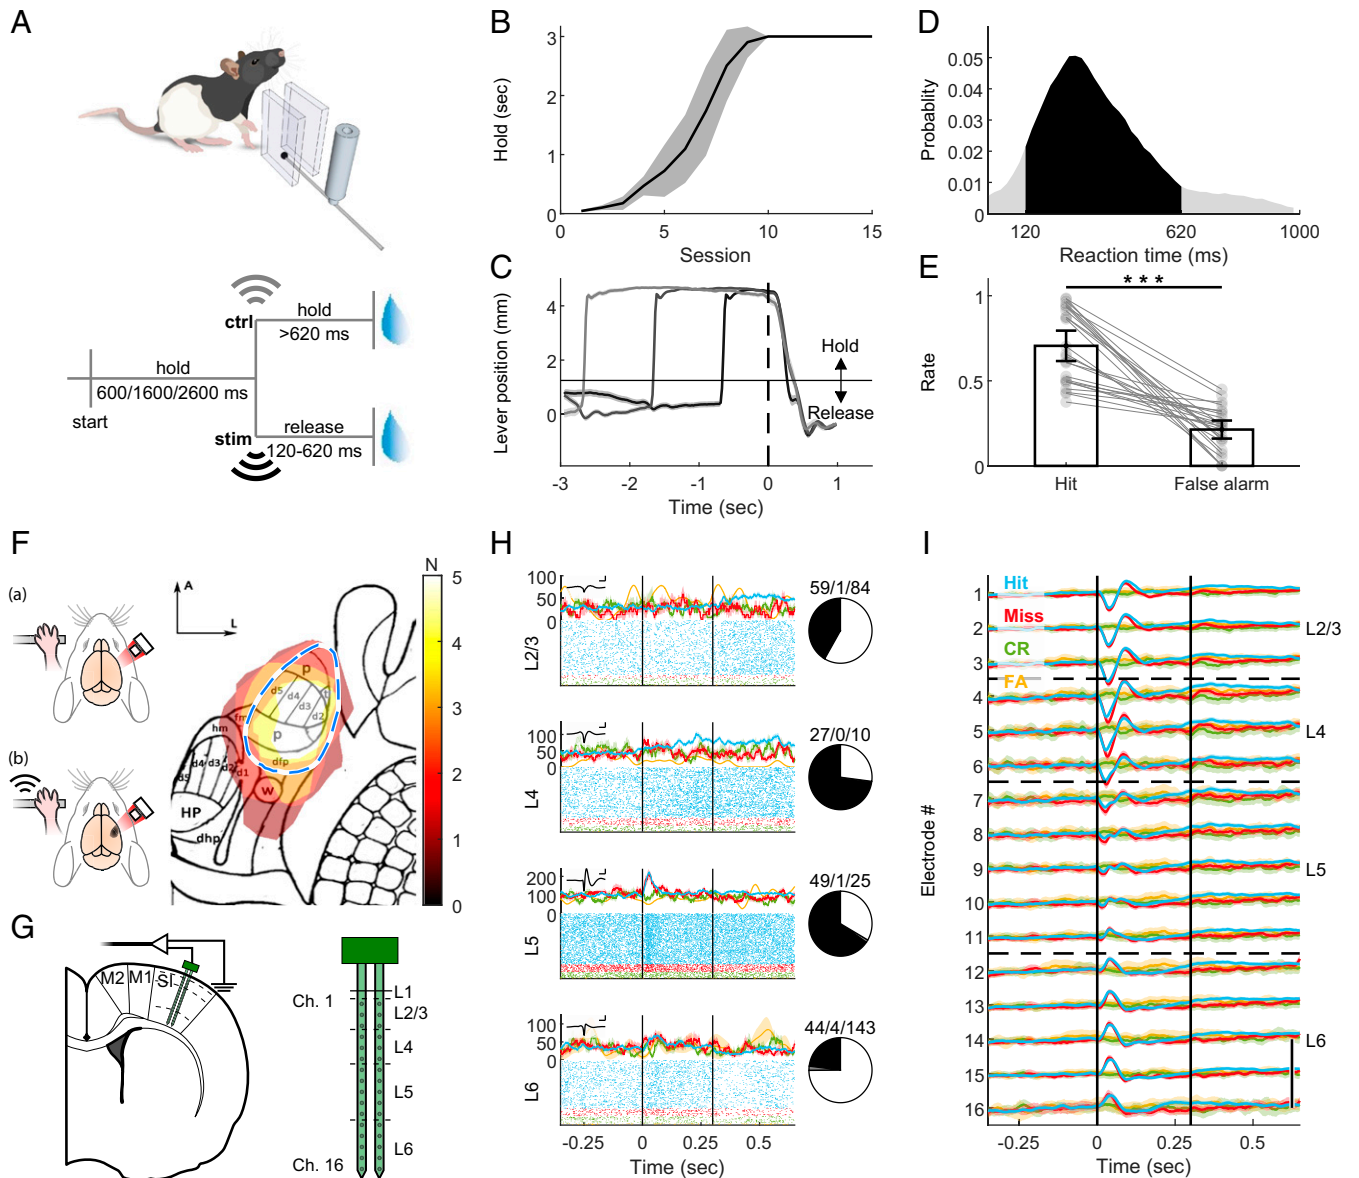 A
ctrl
hold
>620 ms
hold
600/1600/2600 ms
start
stim
release
120-620 ms
B
Hold (sec)
3
2
1
0
0
5
10
15
Session
C
Lever position (mm)
4
2
0
Hold
Release
-3
-2
-1
0
1
Time (sec)
D
Probablity
0.05
0.04
0.03
0.02
0.01
0
120
620
1000
Reaction time (ms)
E
***
Rate
1
0.5
0
Hit
False alarm
F
(a)
(b)
A
L
N
5
4
3
2
1
0
p
d5
d4
d3
d2
p
fm
hm
dfp
d5
d4
d3
d2
d1
w
HP
dhp
G
M2
M1
SI
Ch. 1
Ch. 16
L1
L2/3
L4
L5
L6
H
100
50
0
L2/3
59/1/84
100
50
0
L4
27/0/10
200
100
0
L5
49/1/25
100
50
0
L6
44/4/143
-0.25
0
0.25
0.5
Time (sec)
I
Hit
Miss
CR
FA
Electrode #
1
2
3
4
5
6
7
8
9
10
11
12
13
14
15
16
L2/3
L4
L5
L6
-0.25
0
0.25
0.5
Time (sec)